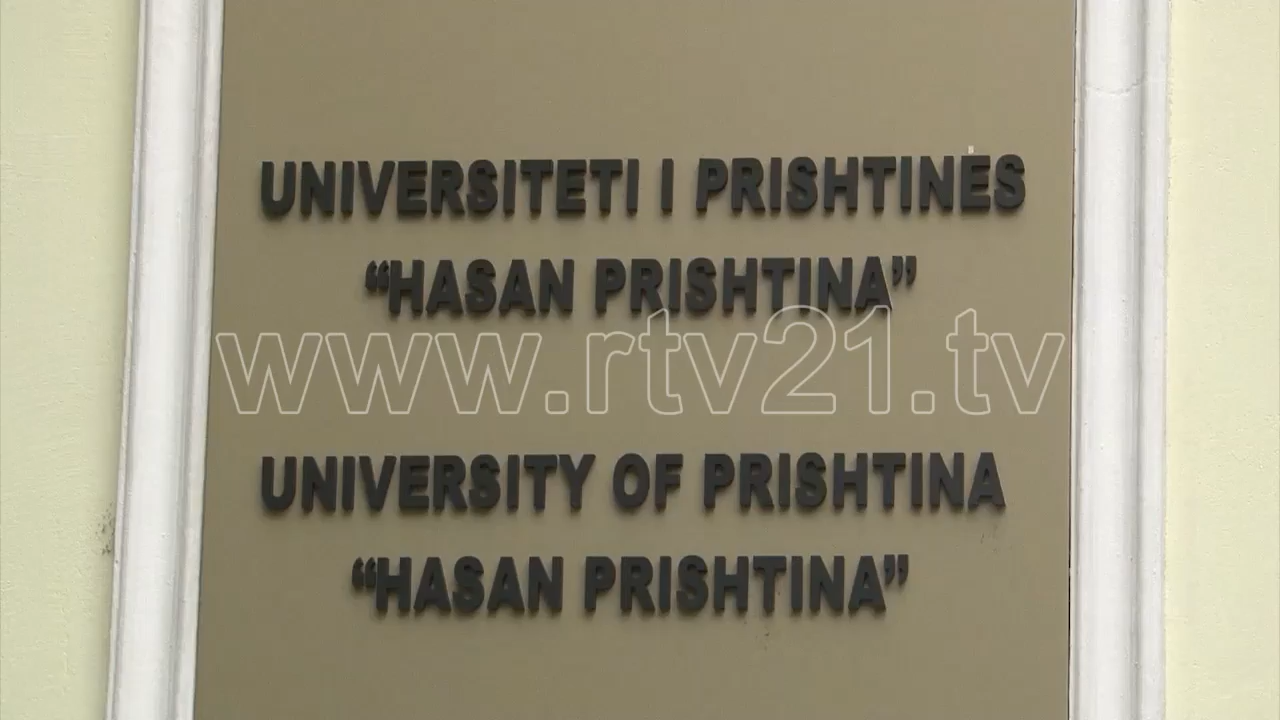 UNIVERSITETI I PRISHTINËS
“HASAN PRISHTINA”
www.rtv21.tv
UNIVERSITY OF PRISHTINA
“HASAN PRISHTINA”